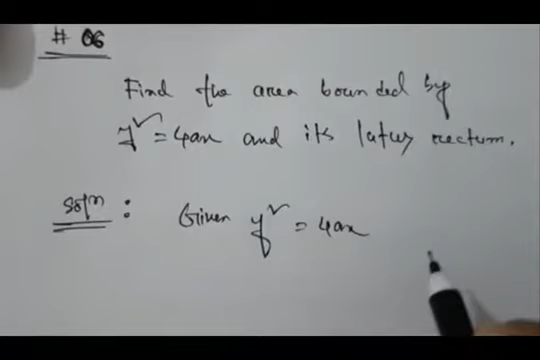 # 06
Find the area bounded by
y² = 4ax and its latus rectum.
Soln : Given y² = 4ax